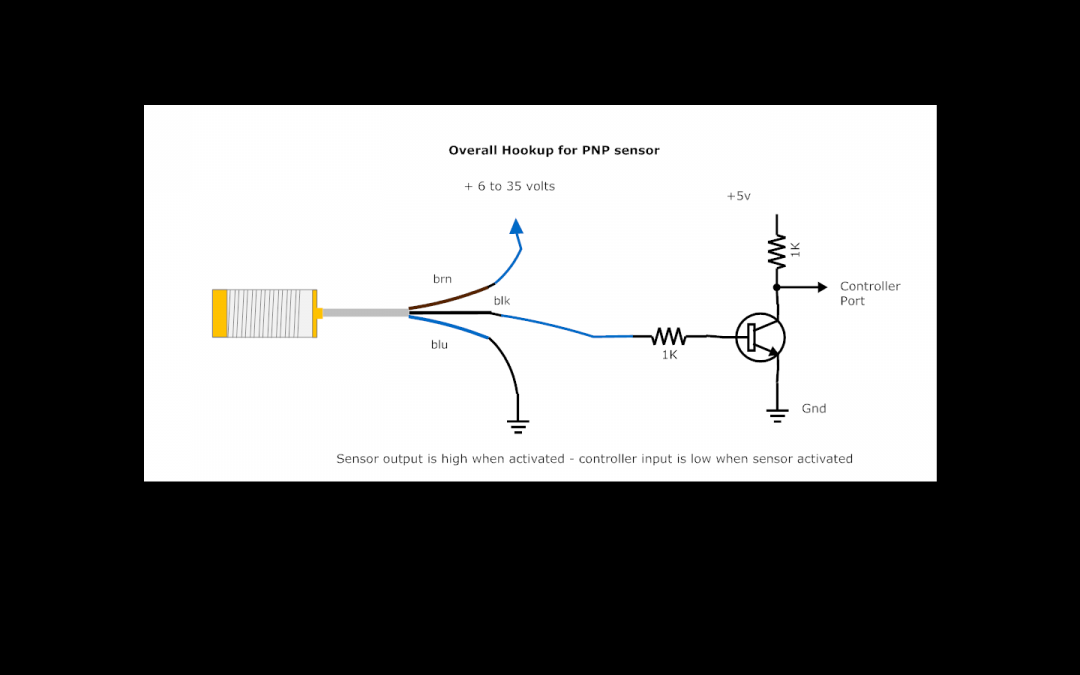 Overall Hookup for PNP sensor
+ 6 to 35 volts
+5v
1K
brn
blk
Controller
Port
blu
1K
Gnd
Sensor output is high when activated - controller input is low when sensor activated